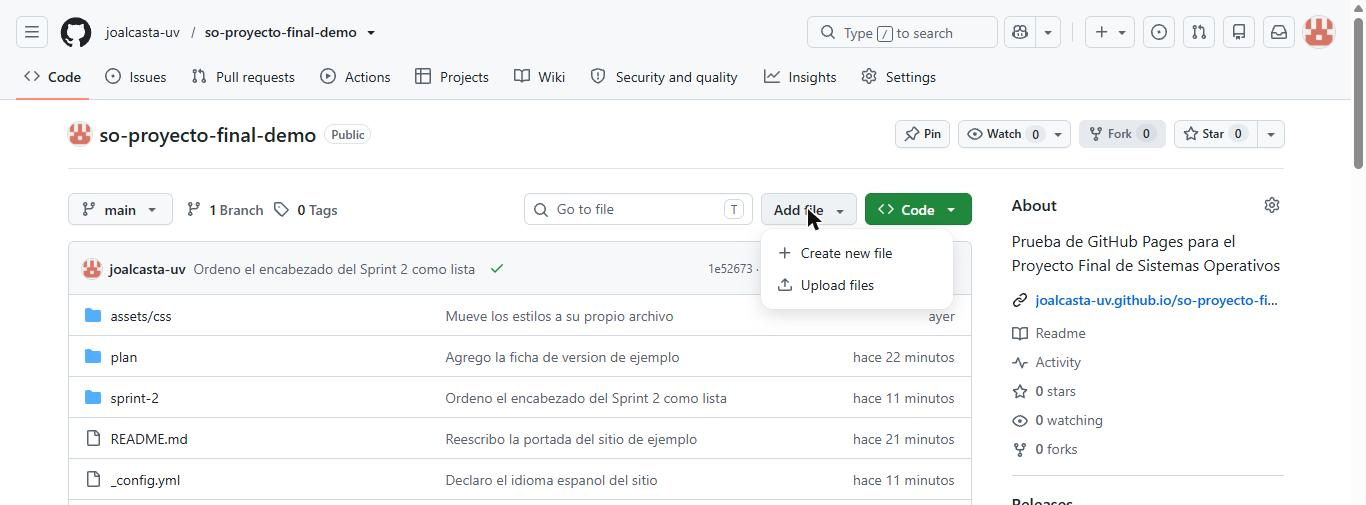 joalcasta-uv / so-proyecto-final-demo
Type / to search
Code Issues Pull requests Actions Projects Wiki Security and quality Insights Settings
so-proyecto-final-demo Public
Pin Watch 0 Fork 0 Star 0
main 1 Branch 0 Tags
Go to file T
Add file
Code
Create new file
Upload files
joalcasta-uv Ordeno el encabezado del Sprint 2 como lista 1e52673 ·
assets/css Mueve los estilos a su propio archivo ayer
plan Agrego la ficha de version de ejemplo hace 22 minutos
sprint-2 Ordeno el encabezado del Sprint 2 como lista hace 11 minutos
README.md Reescribo la portada del sitio de ejemplo hace 21 minutos
_config.yml Declaro el idioma espanol del sitio hace 11 minutos
About
Prueba de GitHub Pages para el
Proyecto Final de Sistemas Operativos
joalcasta-uv.github.io/so-proyecto-fi...
Readme
Activity
0 stars
0 watching
0 forks
Releases